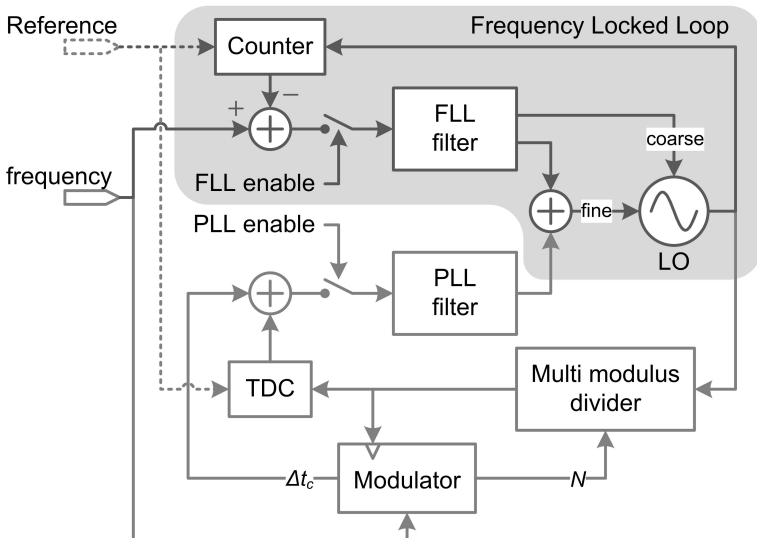 Reference
Frequency Locked Loop
Counter
−
+
FLL
filter
coarse
frequency
FLL enable
fine
PLL enable
LO
PLL
filter
TDC
Multi modulus
divider
Δtc
Modulator
N